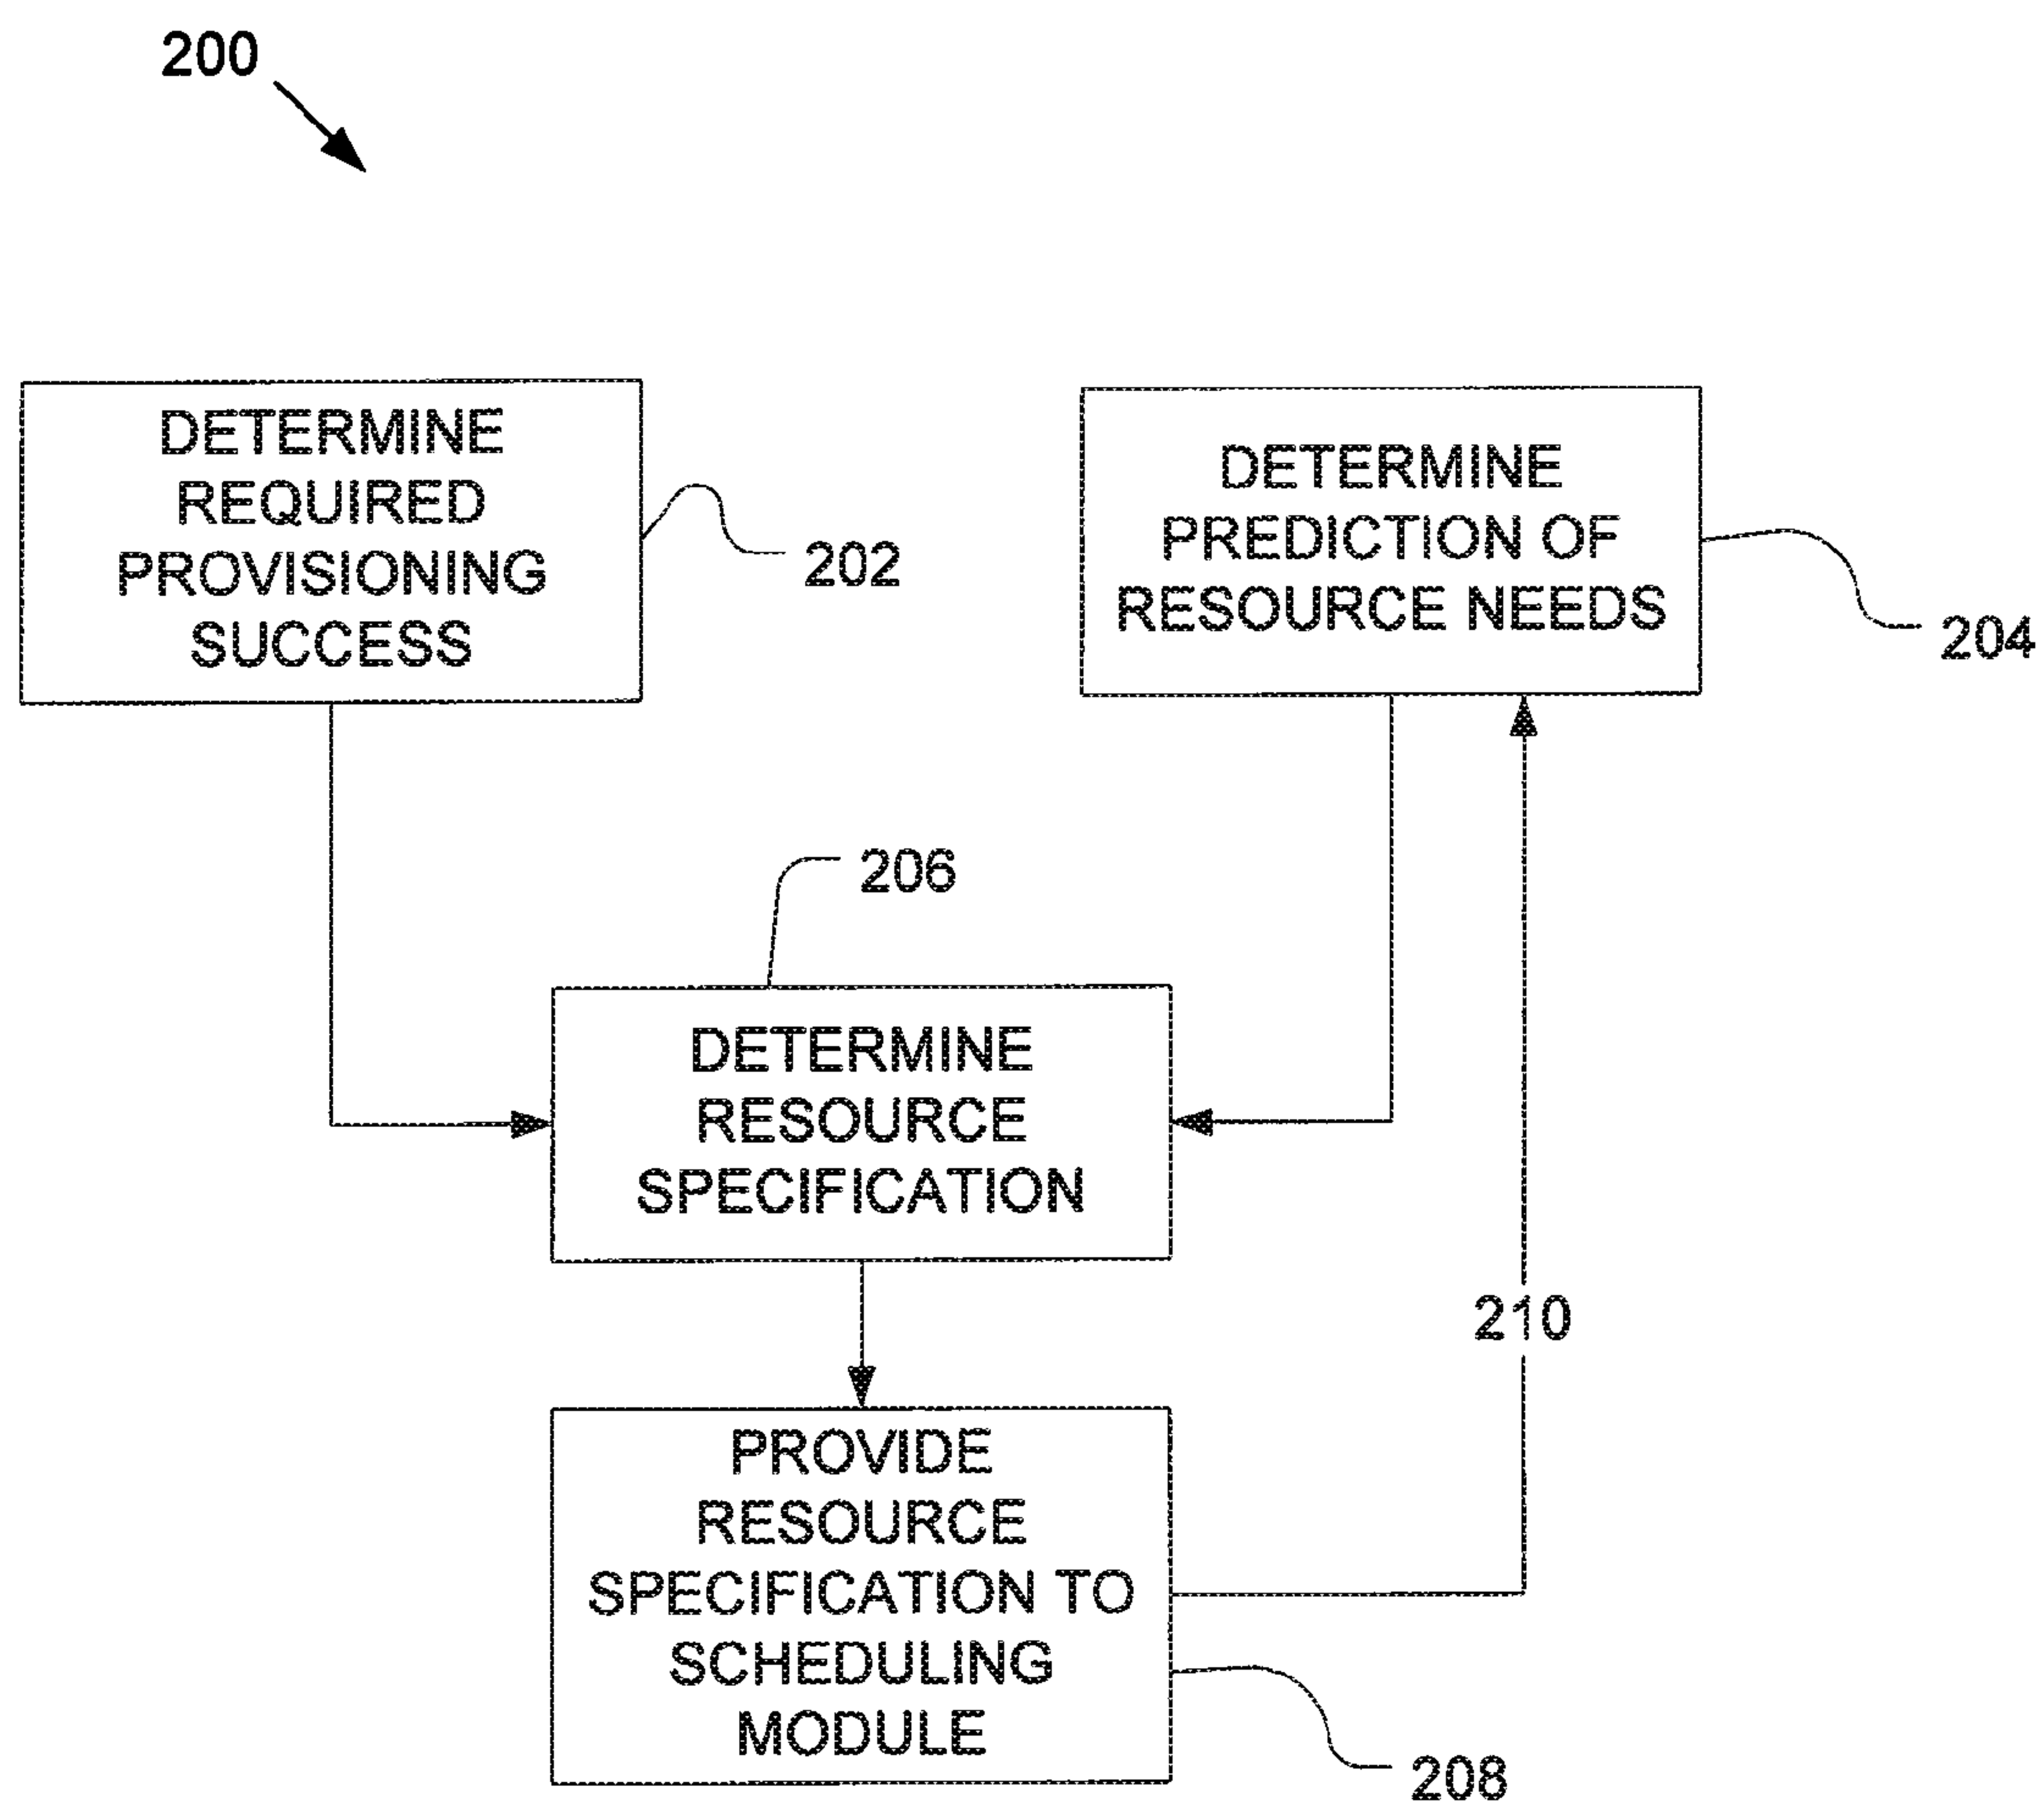 200
DETERMINE
REQUIRED
PROVISIONING
SUCCESS
202
DETERMINE
PREDICTION OF
RESOURCE NEEDS
204
206
DETERMINE
RESOURCE
SPECIFICATION
210
PROVIDE
RESOURCE
SPECIFICATION TO
SCHEDULING
MODULE
208